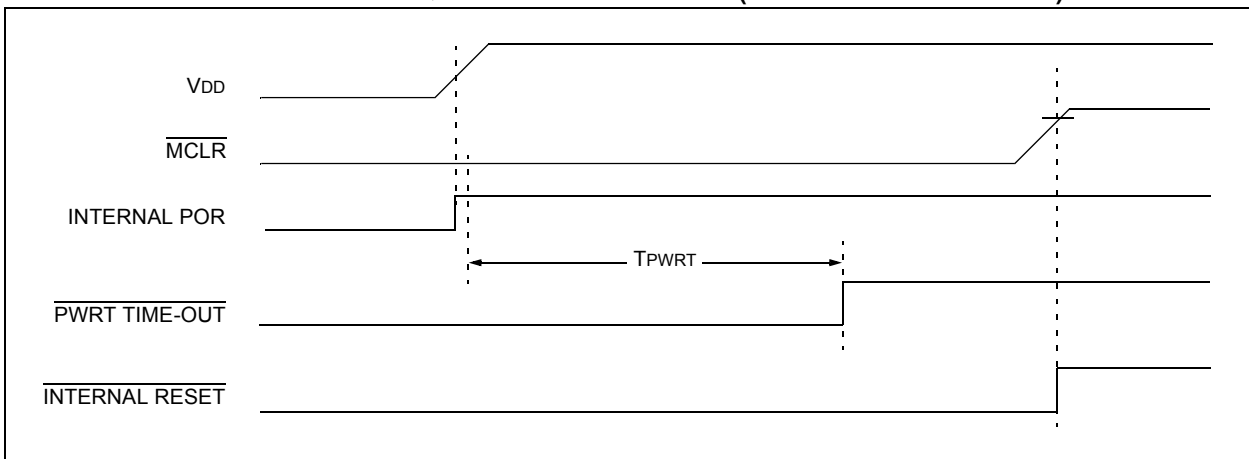 VDD
MCLR
INTERNAL POR
TPWRT
PWRT TIME-OUT
INTERNAL RESET